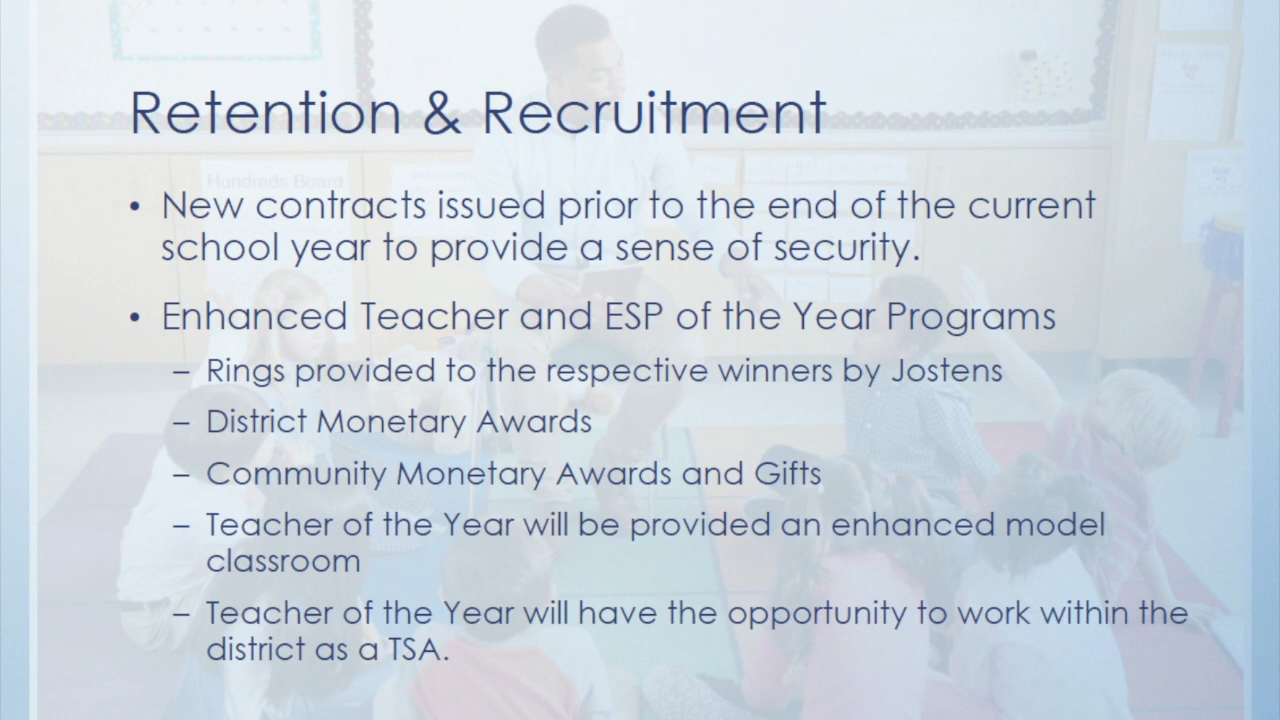 Retention & Recruitment
Hundreds Board
• New contracts issued prior to the end of the current
school year to provide a sense of security.
• Enhanced Teacher and ESP of the Year Programs
– Rings provided to the respective winners by Jostens
– District Monetary Awards
– Community Monetary Awards and Gifts
– Teacher of the Year will be provided an enhanced model
classroom
– Teacher of the Year will have the opportunity to work within the
district as a TSA.